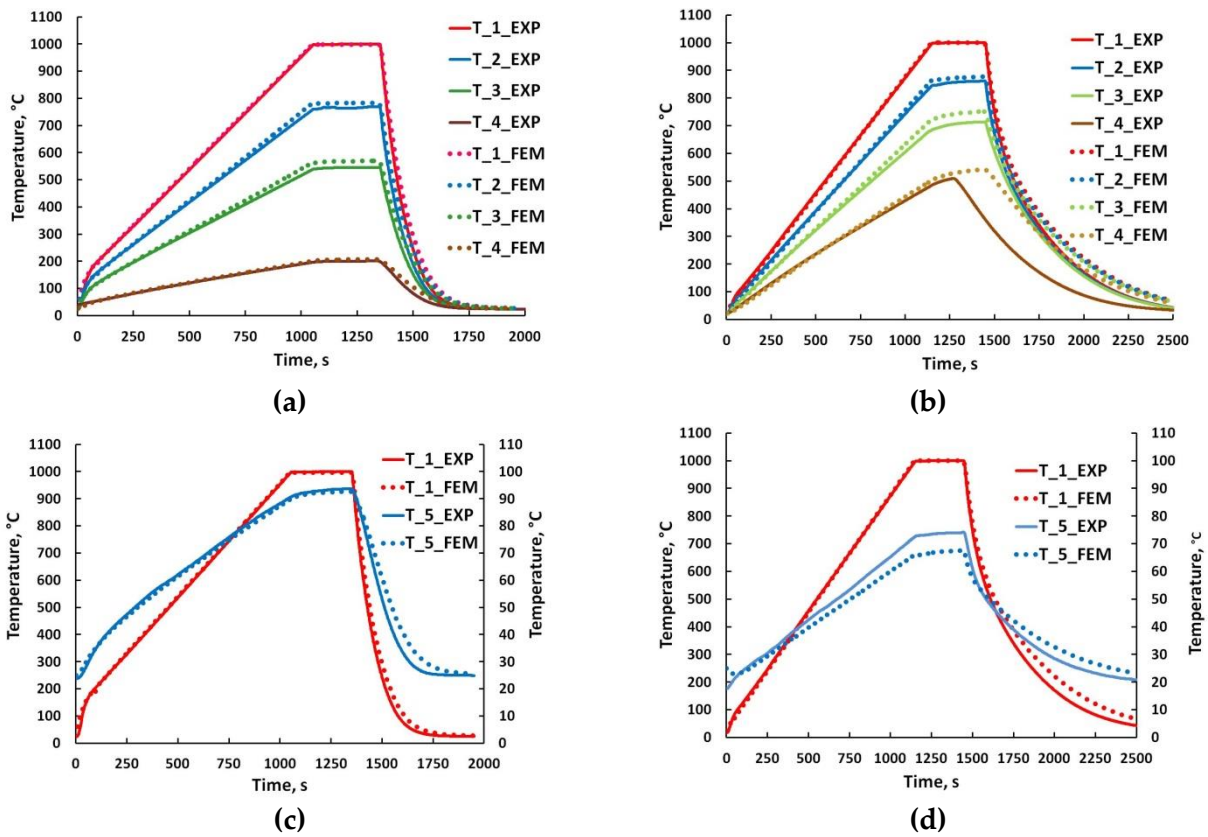 1100
1000
900
800
700
600
500
400
300
200
100
0
Temperature, °C
0 250 500 750 1000 1250 1500 1750 2000
Time, s
T_1_EXP
T_2_EXP
T_3_EXP
T_4_EXP
T_1_FEM
T_2_FEM
T_3_FEM
T_4_FEM
(a)
1100
1000
900
800
700
600
500
400
300
200
100
0
Temperature, °C
0 250 500 750 1000 1250 1500 1750 2000 2250 2500
Time, s
T_1_EXP
T_2_EXP
T_3_EXP
T_4_EXP
T_1_FEM
T_2_FEM
T_3_FEM
T_4_FEM
(b)
1100
1000
900
800
700
600
500
400
300
200
100
0
Temperature, °C
0 250 500 750 1000 1250 1500 1750 2000
Time, s
T_1_EXP
T_1_FEM
T_5_EXP
T_5_FEM
110
100
90
80
70
60
50
40
30
20
10
0
Temperature, °C
(c)
1100
1000
900
800
700
600
500
400
300
200
100
0
Temperature, °C
0 250 500 750 1000 1250 1500 1750 2000 2250 2500
Time, s
T_1_EXP
T_1_FEM
T_5_EXP
T_5_FEM
110
100
90
80
70
60
50
40
30
20
10
0
Temperature, °C
(d)